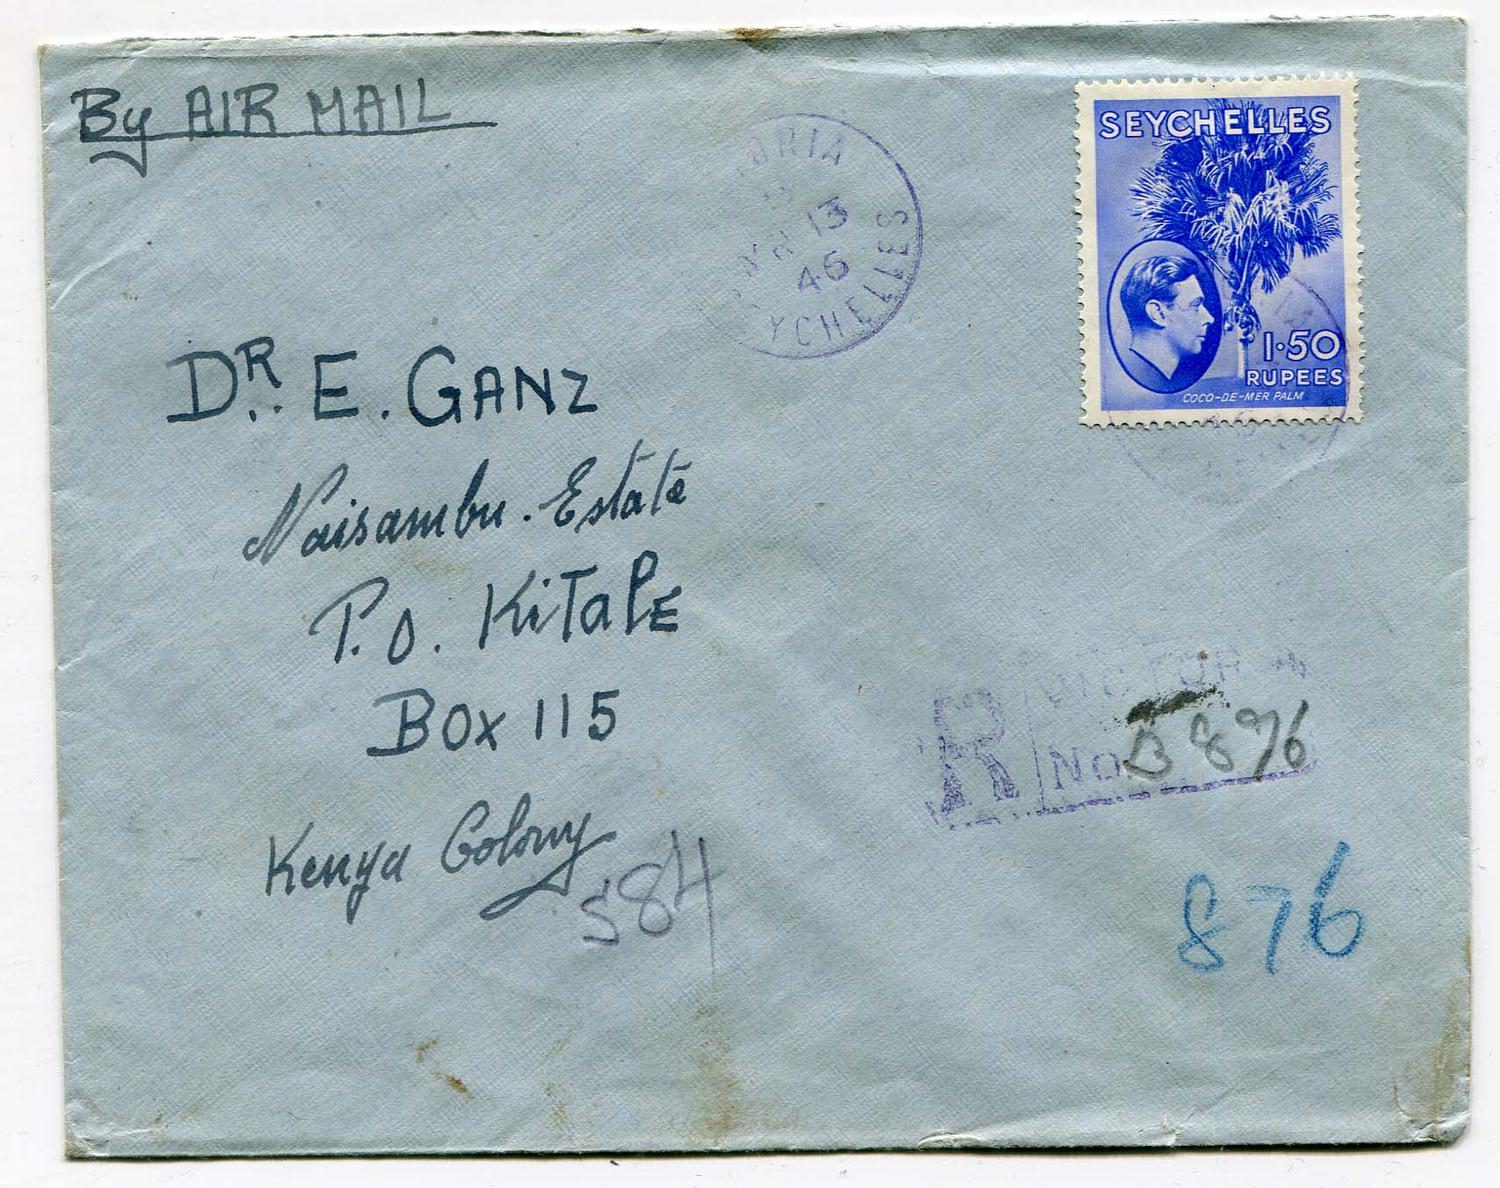 By AIR MAIL
SEYCHELLES
1·50
RUPEES
COCO-DE-MER PALM
13
46
SEYCHELLES
DR. E. GANZ
Naisambu. Estate
P.O. KiTalE
Box 115
Kenya Colony
584
R
No B 876
876